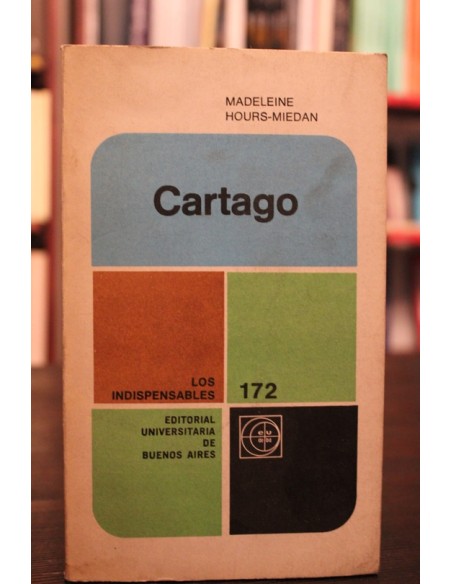 MADELEINE
HOURS-MIEDAN
Cartago
LOS
INDISPENSABLES
172
EDITORIAL
UNIVERSITARIA
DE
BUENOS AIRES